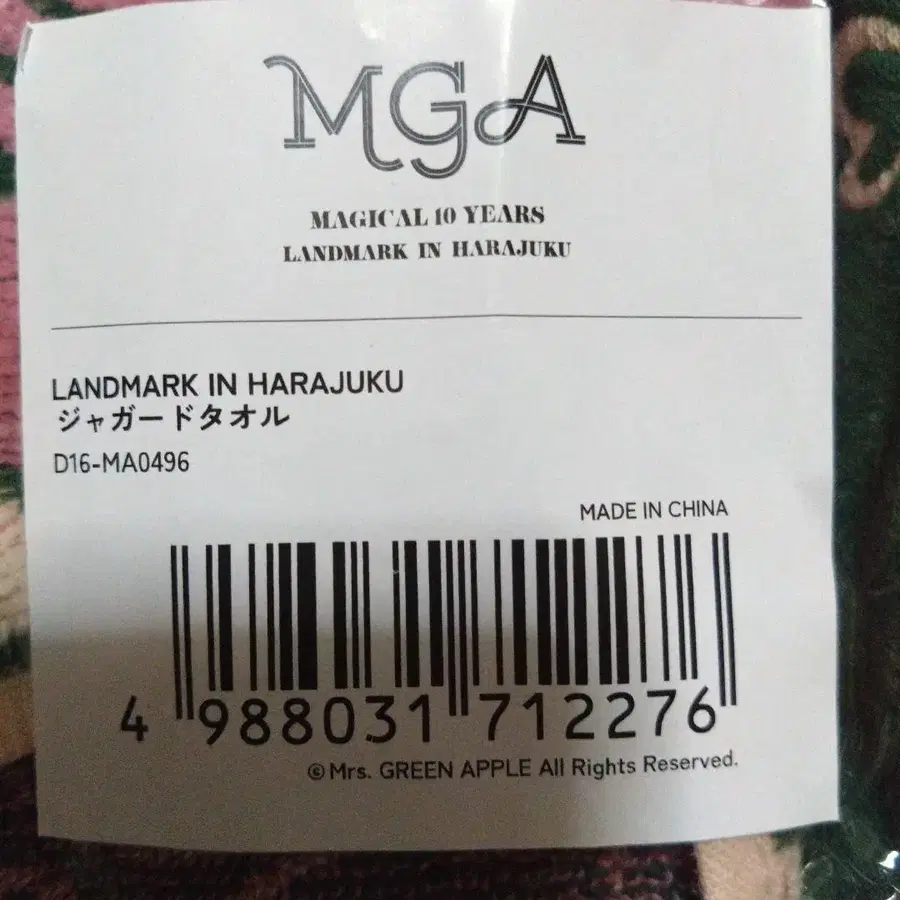 MGA
MAGICAL 10 YEARS
LANDMARK IN HARAJUKU
LANDMARK IN HARAJUKU
ジャガードタオル
D16-MA0496
MADE IN CHINA
4 988031 712276
©Mrs. GREEN APPLE All Rights Reserved.